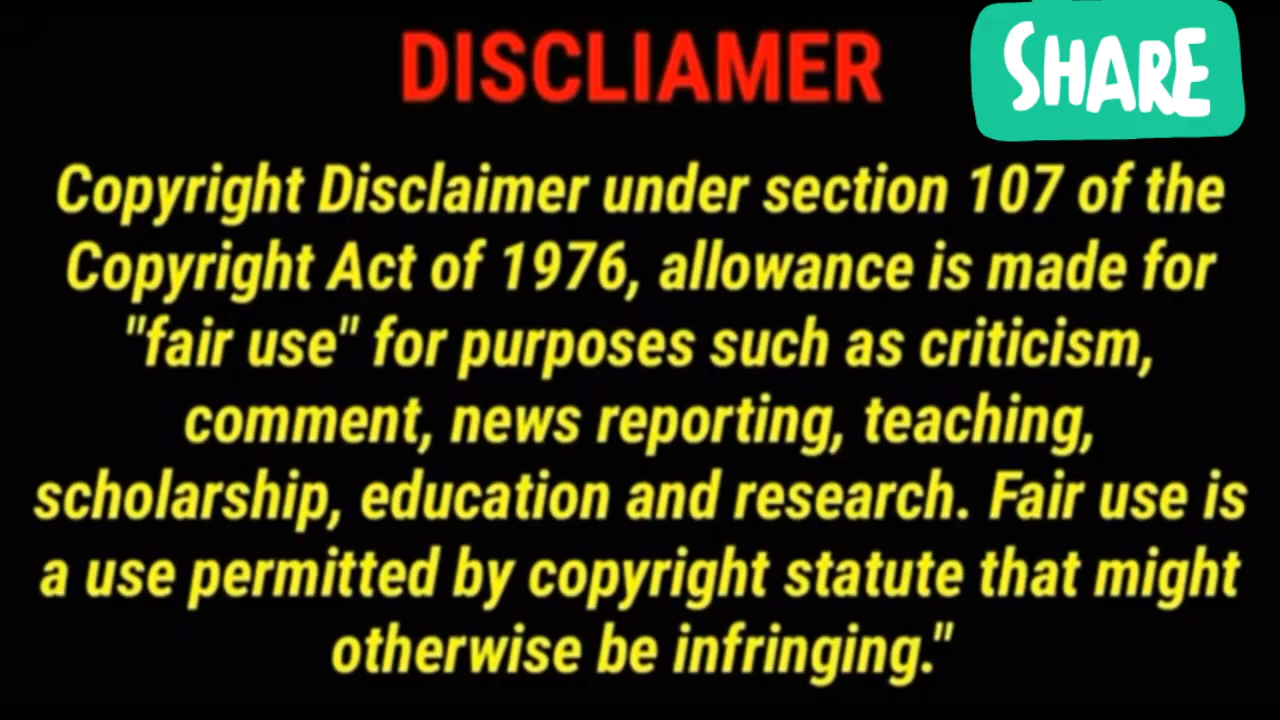 DISCLIAMER
SHARE
Copyright Disclaimer under section 107 of the
Copyright Act of 1976, allowance is made for
"fair use" for purposes such as criticism,
comment, news reporting, teaching,
scholarship, education and research. Fair use is
a use permitted by copyright statute that might
otherwise be infringing."